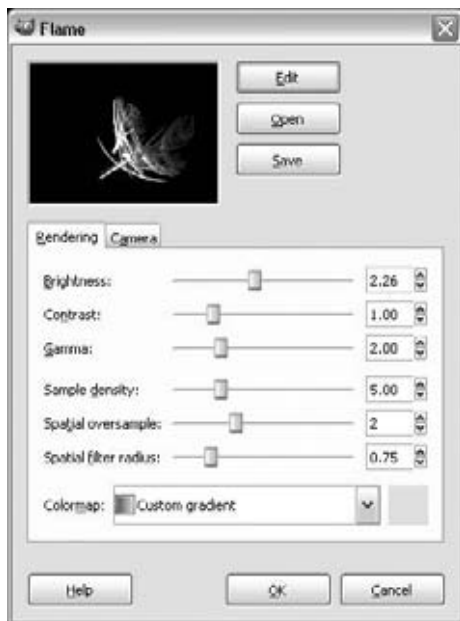 Flame
Edit
Open
Save
Rendering Camera
Brightness: 2.26
Contrast: 1.00
Gamma: 2.00
Sample density: 5.00
Spatial oversample: 2
Spatial filter radius: 0.75
Colormap: Custom gradient
Help OK Cancel